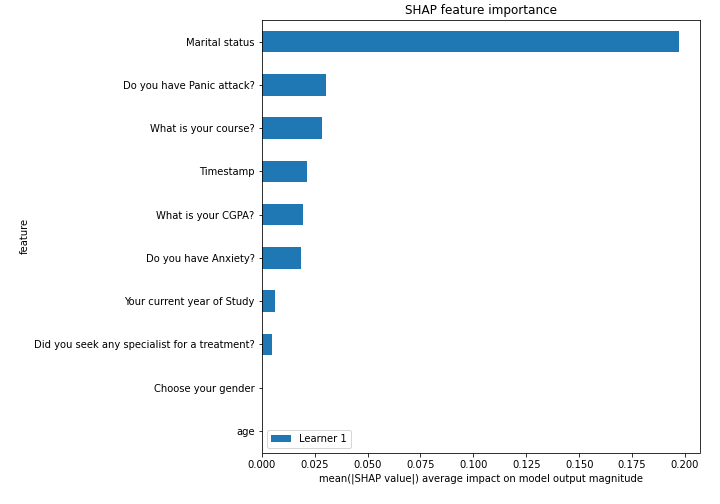 SHAP feature importance
Marital status
Do you have Panic attack?
What is your course?
Timestamp
What is your CGPA?
Do you have Anxiety?
Your current year of Study
Did you seek any specialist for a treatment?
Choose your gender
age
feature
Learner 1
0.000 0.025 0.050 0.075 0.100 0.125 0.150 0.175 0.200
mean(|SHAP value|) average impact on model output magnitude